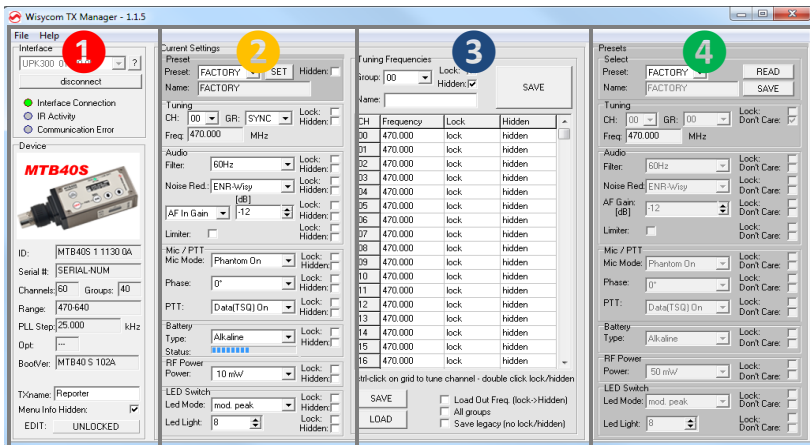 Wisycom TX Manager - 1.1.5
File Help
1
Interface
UPK300
?
disconnect
Interface Connection
IR Activity
Communication Error
Device
MTB40S
ID: MTB40S 1 1130 0A
Serial #: SERIAL-NUM
Channels: 60 Groups: 40
Range: 470-640
PLL Step: 25.000 kHz
Opt: ---
BootVer: MTB40 S 102A
TXname: Reporter
Menu Info Hidden:
EDIT: UNLOCKED
2
Current Settings
Preset
Preset: FACTORY SET Hidden:
Name: FACTORY
Tuning
CH: 00 GR: SYNC Lock:
Hidden:
Freq: 470.000 MHz
Audio
Filter: 60Hz Lock:
Hidden:
Noise Red.: ENR-Wisy Lock:
Hidden:
[dB]
AF In Gain -12 Lock:
Hidden:
Limiter: Lock:
Hidden:
Mic / PTT
Mic Mode: Phantom On Lock:
Hidden:
Phase: 0° Lock:
Hidden:
PTT: Data(TSQ) On Lock:
Hidden:
Battery
Type: Alkaline Lock:
Hidden:
Status:
RF Power
Power: 10 mW Lock:
Hidden:
LED Switch
Led Mode: mod. peak Lock:
Hidden:
Led Light: 8 Lock:
Hidden:
3
Tuning Frequencies
Group: 00 Lock:
Hidden:
SAVE
Name:
CH Frequency Lock Hidden
00 470.000 lock hidden
01 470.000 lock hidden
02 470.000 lock hidden
03 470.000 lock hidden
04 470.000 lock hidden
05 470.000 lock hidden
06 470.000 lock hidden
07 470.000 lock hidden
08 470.000 lock hidden
09 470.000 lock hidden
10 470.000 lock hidden
11 470.000 lock hidden
12 470.000 lock hidden
13 470.000 lock hidden
14 470.000 lock hidden
15 470.000 lock hidden
16 470.000 lock hidden
ctrl-click on grid to tune channel - double click lock/hidden
SAVE
LOAD
Load Out Freq. (lock->Hidden)
All groups
Save legacy (no lock/hidden)
4
Presets
Select
Preset: FACTORY READ
Name: FACTORY SAVE
Tuning
CH: 00 GR: 00 Lock:
Don't Care:
Freq: 470.000 MHz
Audio
Filter: 60Hz Lock:
Don't Care:
Noise Red.: ENR-Wisy Lock:
Don't Care:
AF Gain: -12 Lock:
[dB] Don't Care:
Limiter: Lock:
Don't Care:
Mic / PTT
Mic Mode: Phantom On Lock:
Don't Care:
Phase: 0° Lock:
Don't Care:
PTT: Data(TSQ) On Lock:
Don't Care:
Battery
Type: Alkaline Lock:
Don't Care:
RF Power
Power: 50 mW Lock:
Don't Care:
LED Switch
Led Mode: mod. peak Lock:
Don't Care:
Led Light: 8 Lock:
Don't Care: